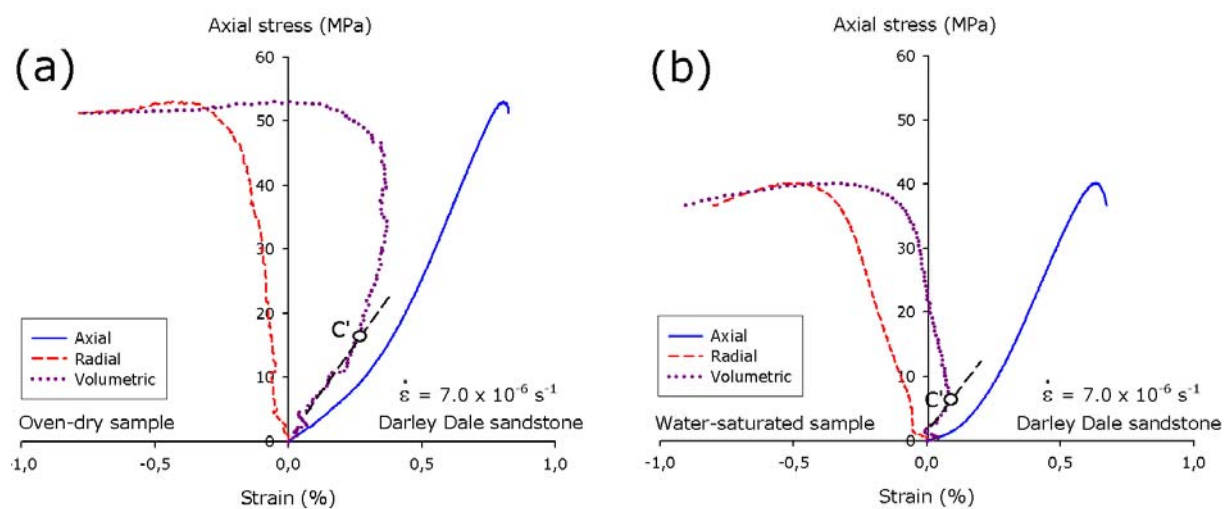 Axial stress (MPa)
(a)
60
50
40
30
20
10
0
C'
Axial
Radial
Volumetric
ε̇ = 7.0 x 10⁻⁶ s⁻¹
Oven-dry sample
Darley Dale sandstone
-1,0
-0,5
0,0
0,5
1,0
Strain (%)
Axial stress (MPa)
(b)
60
50
40
30
20
10
0
C'
Axial
Radial
Volumetric
ε̇ = 7.0 x 10⁻⁶ s⁻¹
Water-saturated sample
Darley Dale sandstone
-1,0
-0,5
0,0
0,5
1,0
Strain (%)